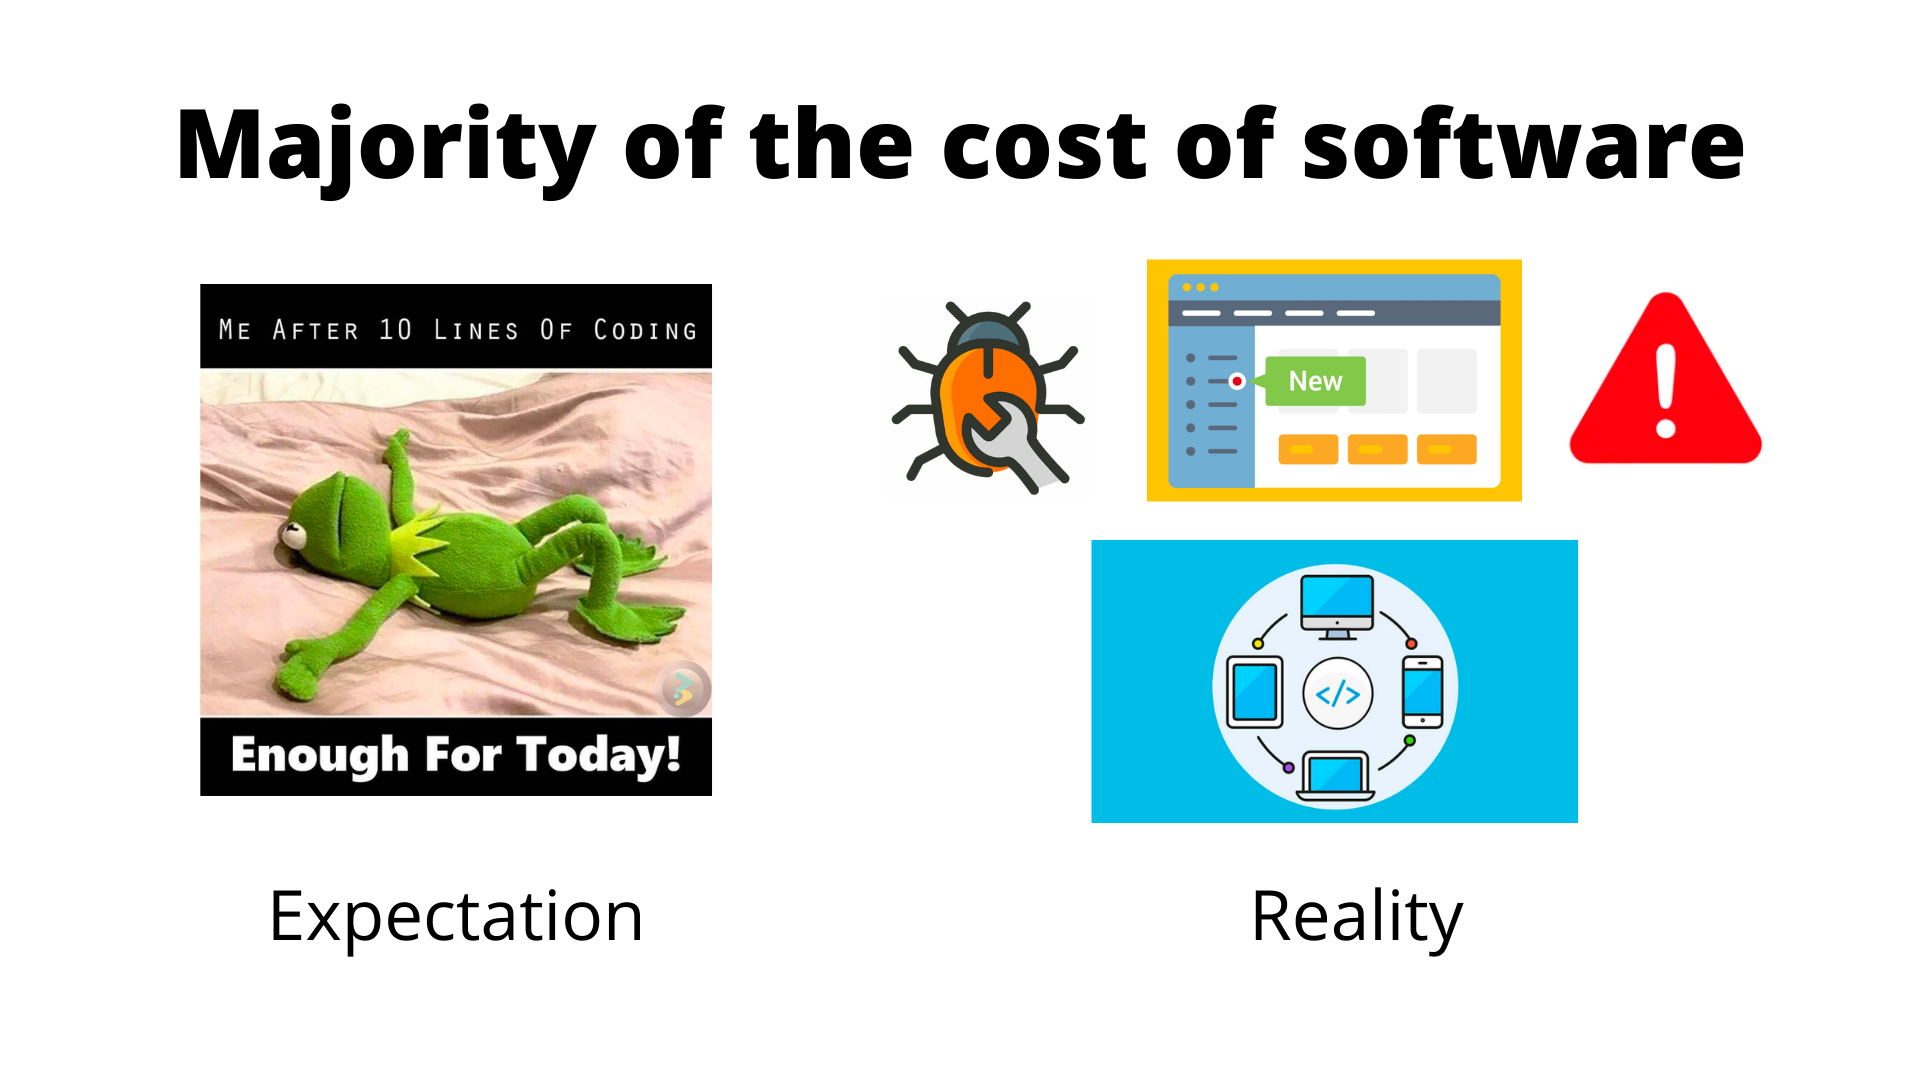 Majority of the cost of software
Me After 10 Lines Of Coding
Enough For Today!
New
</>
Expectation
Reality